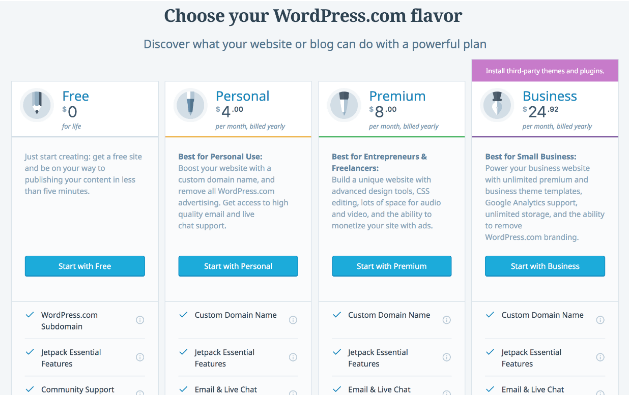 Choose your WordPress.com flavor
Discover what your website or blog can do with a powerful plan
Install third-party themes and plugins.
Free
$0
for life
Just start creating: get a free site
and be on your way to
publishing your content in less
than five minutes.
Start with Free
WordPress.com
Subdomain
Jetpack Essential
Features
Community Support
Personal
$4.00
per month, billed yearly
Best for Personal Use:
Boost your website with a
custom domain name, and
remove all WordPress.com
advertising. Get access to high
quality email and live
chat support.
Start with Personal
Custom Domain Name
Jetpack Essential
Features
Email & Live Chat
Premium
$8.00
per month, billed yearly
Best for Entrepreneurs &
Freelancers:
Build a unique website with
advanced design tools, CSS
editing, lots of space for audio
and video, and the ability to
monetize your site with ads.
Start with Premium
Custom Domain Name
Jetpack Essential
Features
Email & Live Chat
Business
$24.92
per month, billed yearly
Best for Small Business:
Power your business website
with unlimited premium and
business theme templates,
Google Analytics support,
unlimited storage, and the ability
to remove
WordPress.com branding.
Start with Business
Custom Domain Name
Jetpack Essential
Features
Email & Live Chat